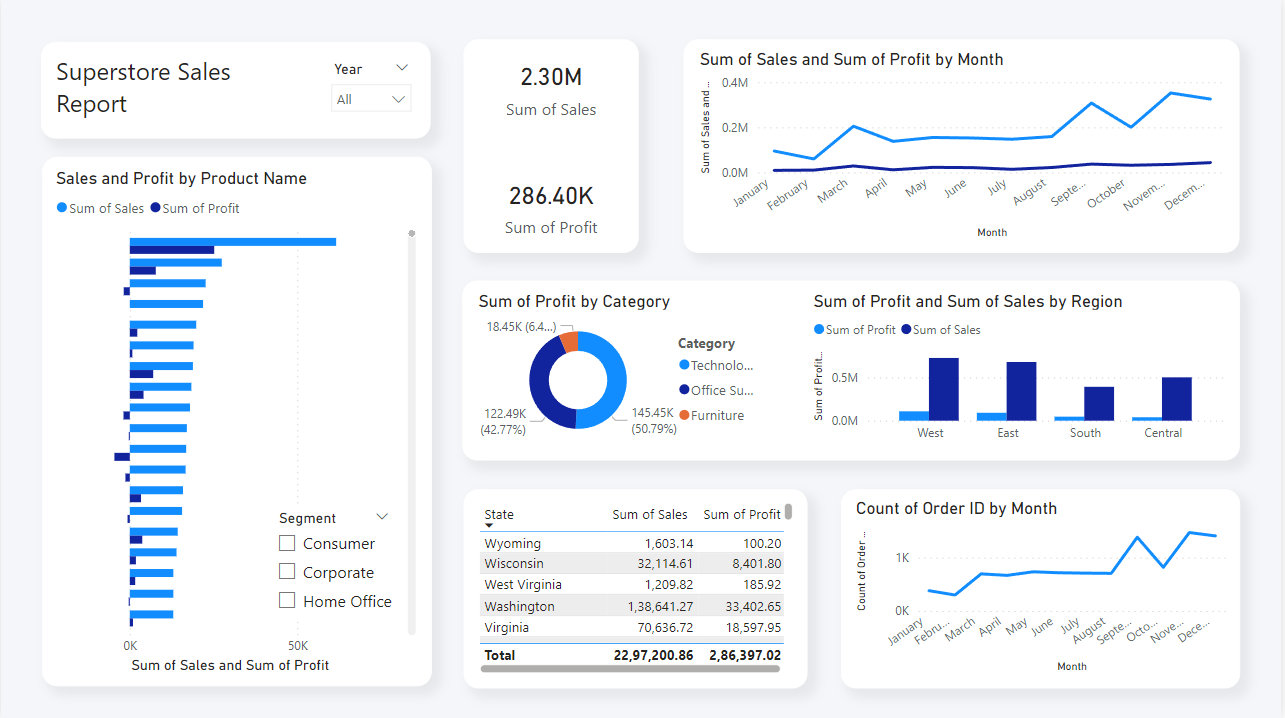 Superstore Sales
Report
Year
All
Sales and Profit by Product Name
Sum of Sales Sum of Profit
0K 50K
Sum of Sales and Sum of Profit
Segment
Consumer
Corporate
Home Office
2.30M
Sum of Sales
286.40K
Sum of Profit
Sum of Sales and Sum of Profit by Month
Sum of Sales and ...
0.4M
0.2M
0.0M
January February March April May June July August Septe... October Novem... Decem...
Month
Sum of Profit by Category
18.45K (6.4...)
122.49K
(42.77%)
145.45K
(50.79%)
Category
Technolo...
Office Su...
Furniture
Sum of Profit and Sum of Sales by Region
Sum of Profit Sum of Sales
Sum of Profit...
0.5M
0.0M
West East South Central
State Sum of Sales Sum of Profit
Wyoming 1,603.14 100.20
Wisconsin 32,114.61 8,401.80
West Virginia 1,209.82 185.92
Washington 1,38,641.27 33,402.65
Virginia 70,636.72 18,597.95
Total 22,97,200.86 2,86,397.02
Count of Order ID by Month
Count of Order ...
1K
0K
January Febru... March April May June July August Septe... Octo... Nove... Dece...
Month